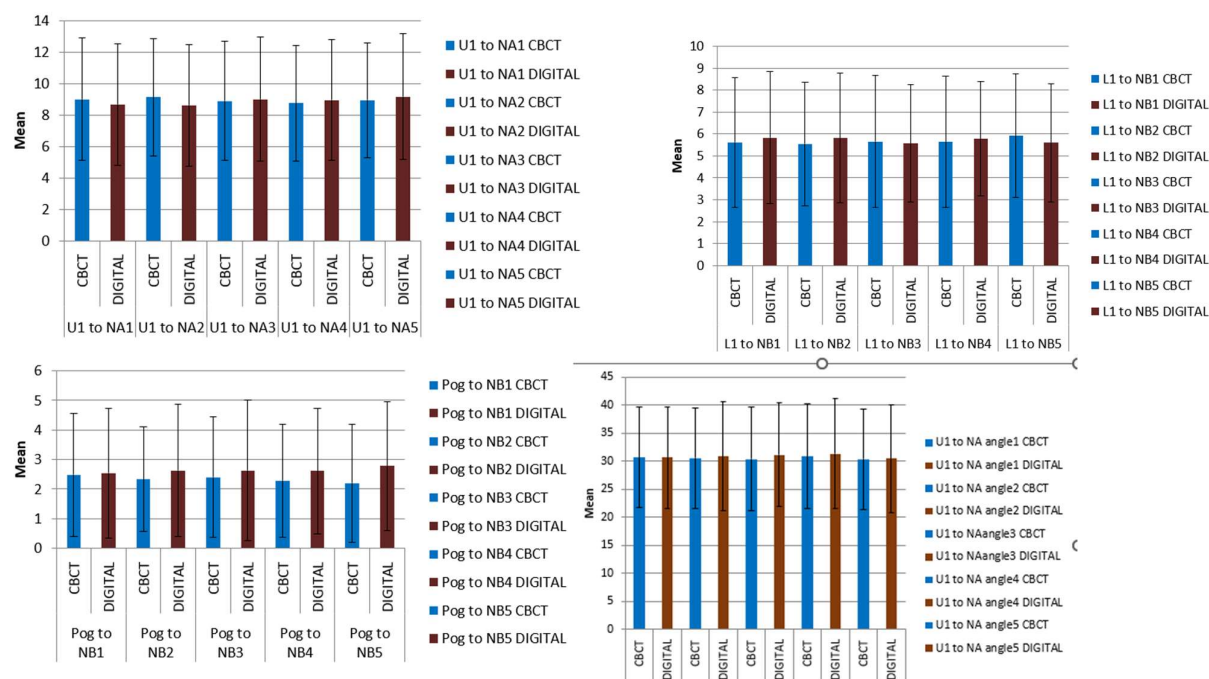 14
12
10
8
6
4
2
0
Mean
CBCT DIGITAL CBCT DIGITAL CBCT DIGITAL CBCT DIGITAL CBCT DIGITAL
U1 to NA1 U1 to NA2 U1 to NA3 U1 to NA4 U1 to NA5
U1 to NA1 CBCT
U1 to NA1 DIGITAL
U1 to NA2 CBCT
U1 to NA2 DIGITAL
U1 to NA3 CBCT
U1 to NA3 DIGITAL
U1 to NA4 CBCT
U1 to NA4 DIGITAL
U1 to NA5 CBCT
U1 to NA5 DIGITAL
10
9
8
7
6
5
4
3
2
1
0
Mean
CBCT DIGITAL CBCT DIGITAL CBCT DIGITAL CBCT DIGITAL CBCT DIGITAL
L1 to NB1 L1 to NB2 L1 to NB3 L1 to NB4 L1 to NB5
L1 to NB1 CBCT
L1 to NB1 DIGITAL
L1 to NB2 CBCT
L1 to NB2 DIGITAL
L1 to NB3 CBCT
L1 to NB3 DIGITAL
L1 to NB4 CBCT
L1 to NB4 DIGITAL
L1 to NB5 CBCT
L1 to NB5 DIGITAL
6
5
4
3
2
1
0
Mean
CBCT DIGITAL CBCT DIGITAL CBCT DIGITAL CBCT DIGITAL CBCT DIGITAL
Pog to Pog to Pog to Pog to Pog to
NB1 NB2 NB3 NB4 NB5
Pog to NB1 CBCT
Pog to NB1 DIGITAL
Pog to NB2 CBCT
Pog to NB2 DIGITAL
Pog to NB3 CBCT
Pog to NB3 DIGITAL
Pog to NB4 CBCT
Pog to NB4 DIGITAL
Pog to NB5 CBCT
Pog to NB5 DIGITAL
45
40
35
30
25
20
15
10
5
0
Mean
CBCT DIGITAL CBCT DIGITAL CBCT DIGITAL CBCT DIGITAL CBCT DIGITAL
U1 to NA angle1 CBCT
U1 to NA angle1 DIGITAL
U1 to NA angle2 CBCT
U1 to NA angle2 DIGITAL
U1 to NAangle3 CBCT
U1 to NAangle3 DIGITAL
U1 to NA angle4 CBCT
U1 to NA angle4 DIGITAL
U1 to NA angle5 CBCT
U1 to NA angle5 DIGITAL